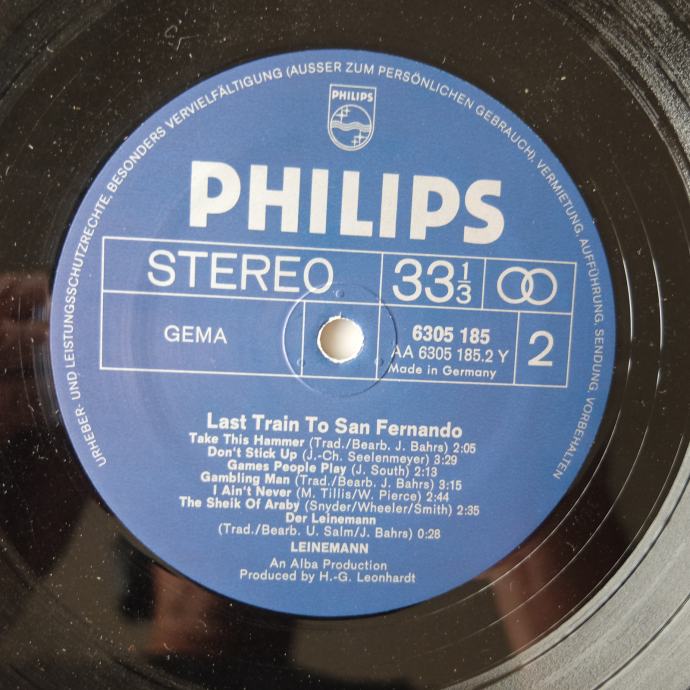 URHEBER- UND LEISTUNGSSCHUTZRECHTE, BESONDERS VERVIELFÄLTIGUNG (AUSSER ZUM PERSÖNLICHEN GEBRAUCH), VERMIETUNG, AUFFÜHRUNG, SENDUNG VORBEHALTEN
PHILIPS
PHILIPS
STEREO 33 1/3
GEMA
6305 185
AA 6305 185.2 Y
Made in Germany
2
Last Train To San Fernando
Take This Hammer (Trad./Bearb. J. Bahrs) 2:05
Don't Stick Up (J.-Ch. Seelenmeyer) 3:29
Games People Play (J. South) 2:13
Gambling Man (Trad./Bearb. J. Bahrs) 3:15
I Ain't Never (M. Tillis/W. Pierce) 2:44
The Sheik Of Araby (Snyder/Wheeler/Smith) 2:35
Der Leinemann
(Trad./Bearb. U. Salm/J. Bahrs) 0:28
LEINEMANN
An Alba Production
Produced by H.-G. Leonhardt